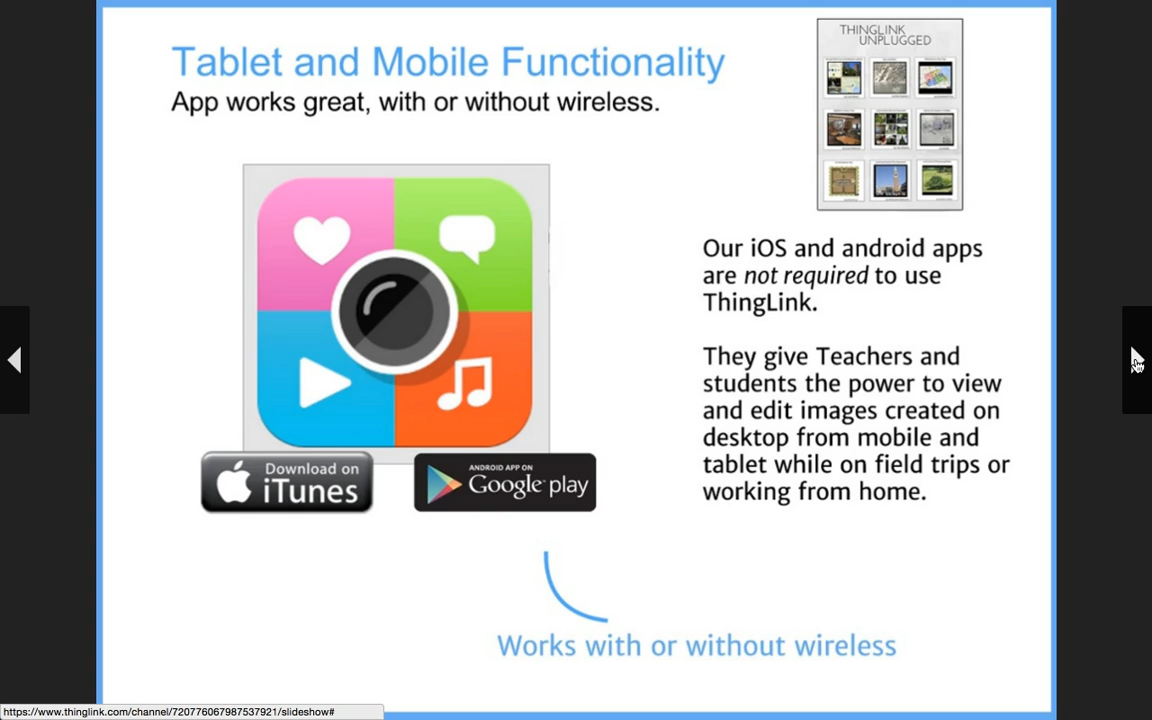 THINGLINK
UNPLUGGED
Tablet and Mobile Functionality
App works great, with or without wireless.
Our iOS and android apps
are not required to use
ThingLink.
They give Teachers and
students the power to view
and edit images created on
desktop from mobile and
tablet while on field trips or
working from home.
Download on
iTunes
ANDROID APP ON
Google play
Works with or without wireless
https://www.thinglink.com/channel/720776067987537921/slideshow#